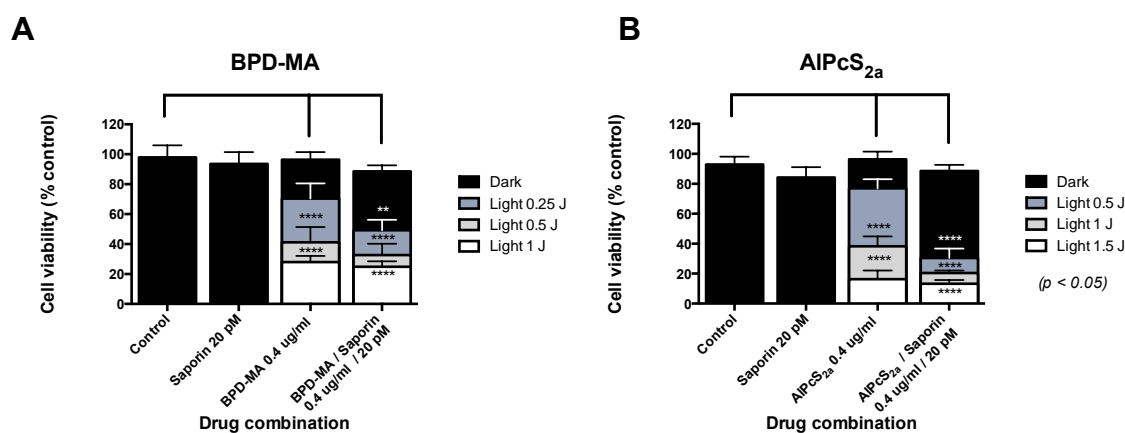 A
BPD-MA
Cell viability (% control)
120
100
80
60
40
20
0
**
****
****
****
****
Control
Saporin 20 pM
BPD-MA 0.4 ug/ml
BPD-MA / Saporin
0.4 ug/ml / 20 pM
Drug combination
Dark
Light 0.25 J
Light 0.5 J
Light 1 J
B
AlPcS2a
Cell viability (% control)
120
100
80
60
40
20
0
****
****
****
****
****
Control
Saporin 20 pM
AlPcS2a 0.4 ug/ml
AlPcS2a / Saporin
0.4 ug/ml / 20 pM
Drug combination
Dark
Light 0.5 J
Light 1 J
Light 1.5 J
(p < 0.05)